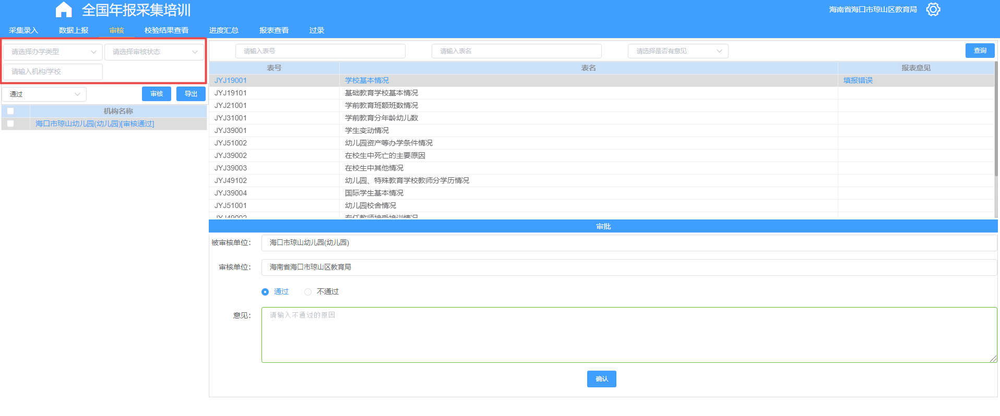 全国年报采集培训
海南省海口市琼山区教育局
采集录入 数据上报 审核 校验结果查看 进度汇总 报表查看 过录
请选择办学类型 请选择审核状态
请输入机构/学校
通过 审核 导出
机构名称
海口市琼山幼儿园(幼儿园)[审核通过]
请输入表号 请输入表名 请选择是否有意见 查询
表号 表名 报表意见
JYJ19001 学校基本情况 填报错误
JYJ19101 基础教育学校基本情况
JYJ21001 学前教育班额班数情况
JYJ31001 学前教育分年龄幼儿数
JYJ39001 学生变动情况
JYJ51002 幼儿园资产等办学条件情况
JYJ39002 在校生中死亡的主要原因
JYJ39003 在校生中其他情况
JYJ49102 幼儿园、特殊教育学校教师分学历情况
JYJ39004 国际学生基本情况
JYJ51001 幼儿园校舍情况
JYJ49002 专任教师接受培训情况
审批
被审核单位： 海口市琼山幼儿园(幼儿园)
审核单位： 海南省海口市琼山区教育局
通过 不通过
意见： 请输入不通过的原因
确认